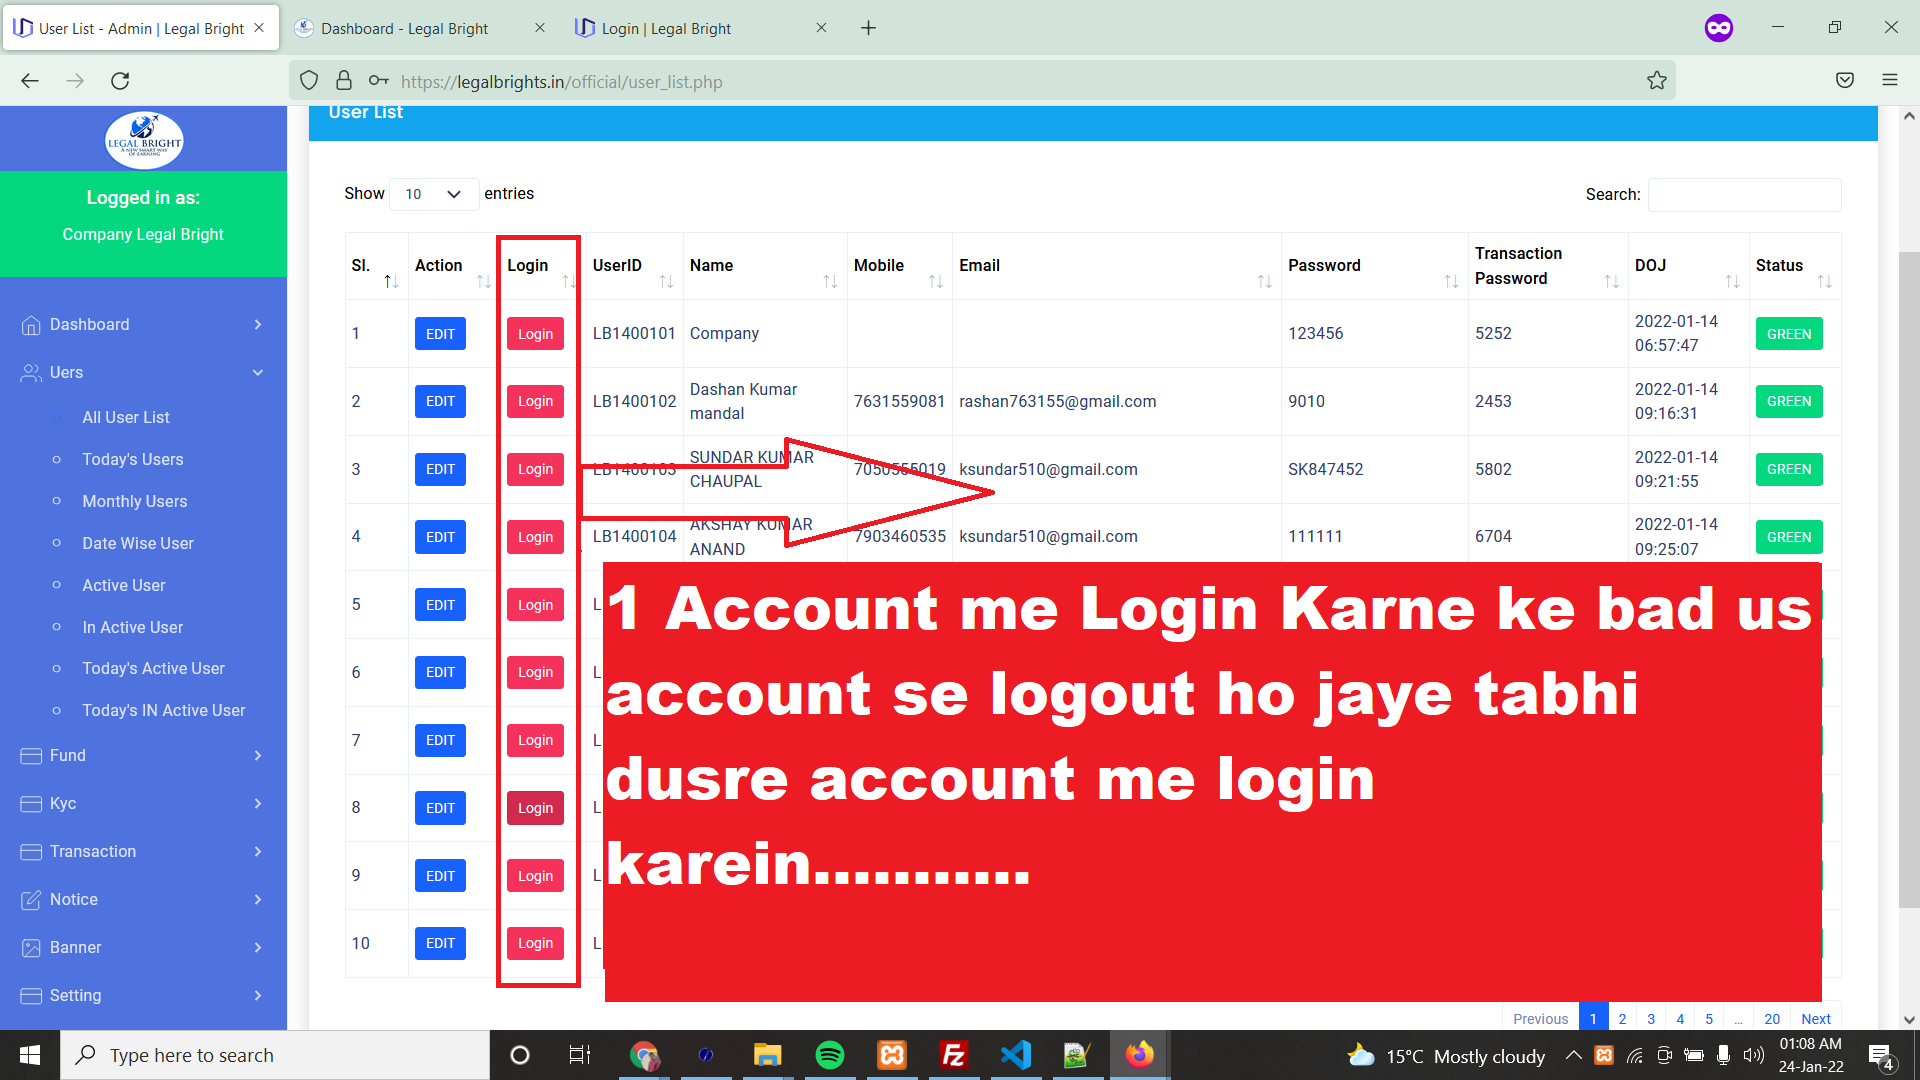 User List - Admin | Legal Bright
Dashboard - Legal Bright
Login | Legal Bright
https://legalbrights.in/official/user_list.php
LEGAL BRIGHT
A NEW SMART WAY
OF EARNING
User List
Logged in as:
Company Legal Bright
Dashboard
Uers
All User List
Today's Users
Monthly Users
Date Wise User
Active User
In Active User
Today's Active User
Today's IN Active User
Fund
Kyc
Transaction
Notice
Banner
Setting
Show 10 entries
Search:
Sl. Action Login UserID Name Mobile Email Password Transaction Password DOJ Status
1 EDIT Login LB1400101 Company 123456 5252 2022-01-14 06:57:47 GREEN
2 EDIT Login LB1400102 Dashan Kumar mandal 7631559081 rashan763155@gmail.com 9010 2453 2022-01-14 09:16:31 GREEN
3 EDIT Login LB1400103 SUNDAR KUMAR CHAUPAL 7050555019 ksundar510@gmail.com SK847452 5802 2022-01-14 09:21:55 GREEN
4 EDIT Login LB1400104 AKSHAY KUMAR ANAND 7903460535 ksundar510@gmail.com 111111 6704 2022-01-14 09:25:07 GREEN
5 EDIT Login L
6 EDIT Login L
7 EDIT Login L
8 EDIT Login L
9 EDIT Login L
10 EDIT Login L
1 Account me Login Karne ke bad us
account se logout ho jaye tabhi
dusre account me login
karein...........
Previous 1 2 3 4 5 ... 20 Next
Type here to search
15°C Mostly cloudy
01:08 AM
24-Jan-22
4